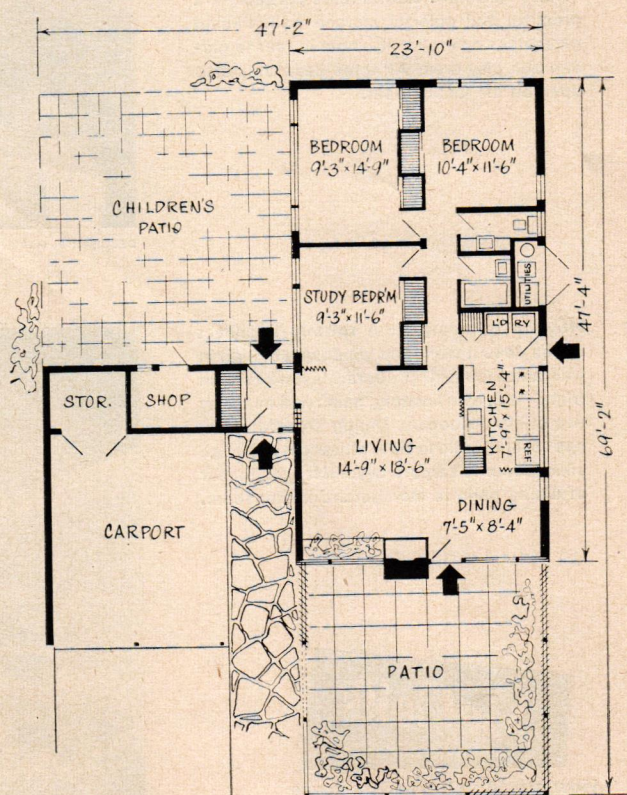 47'-2"
23'-10"
BEDROOM
9'-3" × 14'-9"
BEDROOM
10'-4" × 11'-6"
CHILDREN'S
PATIO
UTILITIES
47'-4"
69'-2"
STUDY BEDR'M
9'-3" × 11'-6"
L'D RY
STOR.
SHOP
KITCHEN
7'-9" × 15'-4"
REF
LIVING
14'-9" × 18'-6"
DINING
7'-5" × 8'-4"
CARPORT
PATIO